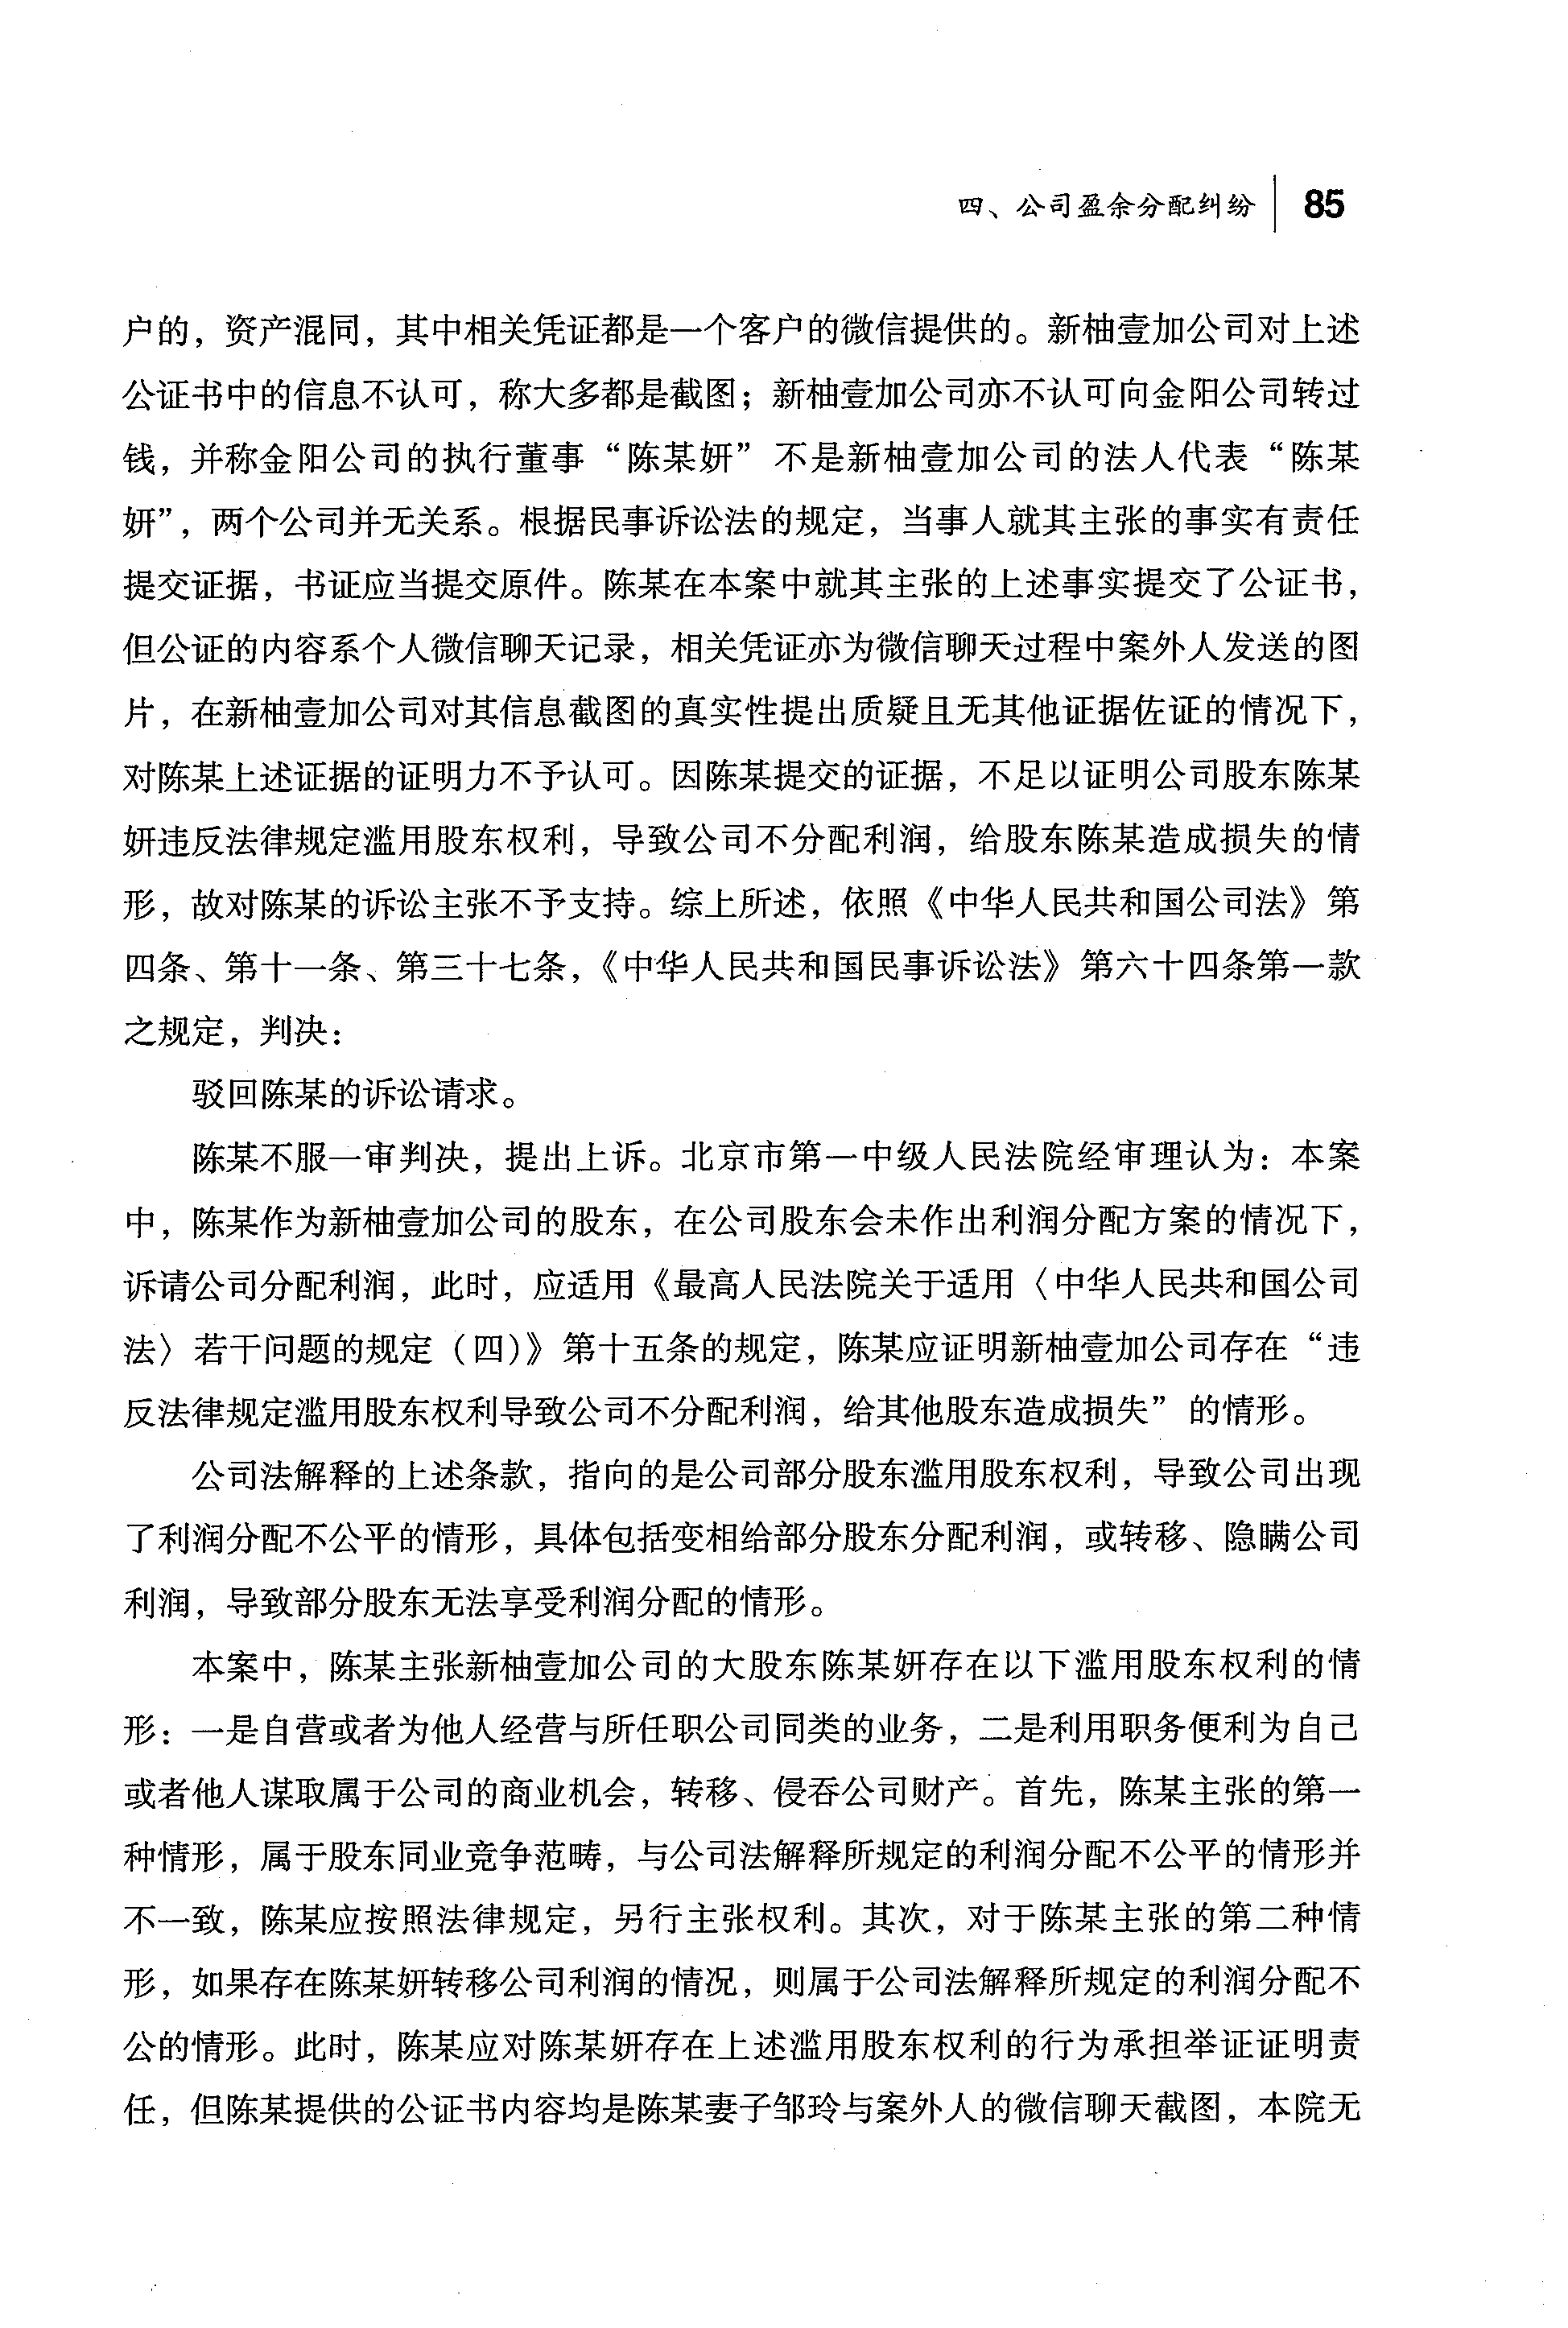 四、公司盈余分配纠纷 85
户的，资产混同，其中相关凭证都是一个客户的微信提供的。新柚壹加公司对上述
公证书中的信息不认可，称大多都是截图；新柚壹加公司亦不认可向金阳公司转过
钱，并称金阳公司的执行董事“陈某妍”不是新柚壹加公司的法人代表“陈某
妍”，两个公司并无关系。根据民事诉讼法的规定，当事人就其主张的事实有责任
提交证据，书证应当提交原件。陈某在本案中就其主张的上述事实提交了公证书，
但公证的内容系个人微信聊天记录，相关凭证亦为微信聊天过程中案外人发送的图
片，在新柚壹加公司对其信息截图的真实性提出质疑且无其他证据佐证的情况下，
对陈某上述证据的证明力不予认可。因陈某提交的证据，不足以证明公司股东陈某
妍违反法律规定滥用股东权利，导致公司不分配利润，给股东陈某造成损失的情
形，故对陈某的诉讼主张不予支持。综上所述，依照《中华人民共和国公司法》第
四条、第十一条、第三十七条，《中华人民共和国民事诉讼法》第六十四条第一款
之规定，判决：
驳回陈某的诉讼请求。
陈某不服一审判决，提出上诉。北京市第一中级人民法院经审理认为：本案
中，陈某作为新柚壹加公司的股东，在公司股东会未作出利润分配方案的情况下，
诉请公司分配利润，此时，应适用《最高人民法院关于适用〈中华人民共和国公司
法〉若干问题的规定（四）》第十五条的规定，陈某应证明新柚壹加公司存在“违
反法律规定滥用股东权利导致公司不分配利润，给其他股东造成损失”的情形。
公司法解释的上述条款，指向的是公司部分股东滥用股东权利，导致公司出现
了利润分配不公平的情形，具体包括变相给部分股东分配利润，或转移、隐瞒公司
利润，导致部分股东无法享受利润分配的情形。
本案中，陈某主张新柚壹加公司的大股东陈某妍存在以下滥用股东权利的情
形：一是自营或者为他人经营与所任职公司同类的业务，二是利用职务便利为自己
或者他人谋取属于公司的商业机会，转移、侵吞公司财产。首先，陈某主张的第一
种情形，属于股东同业竞争范畴，与公司法解释所规定的利润分配不公平的情形并
不一致，陈某应按照法律规定，另行主张权利。其次，对于陈某主张的第二种情
形，如果存在陈某妍转移公司利润的情况，则属于公司法解释所规定的利润分配不
公的情形。此时，陈某应对陈某妍存在上述滥用股东权利的行为承担举证证明责
任，但陈某提供的公证书内容均是陈某妻子邹玲与案外人的微信聊天截图，本院无